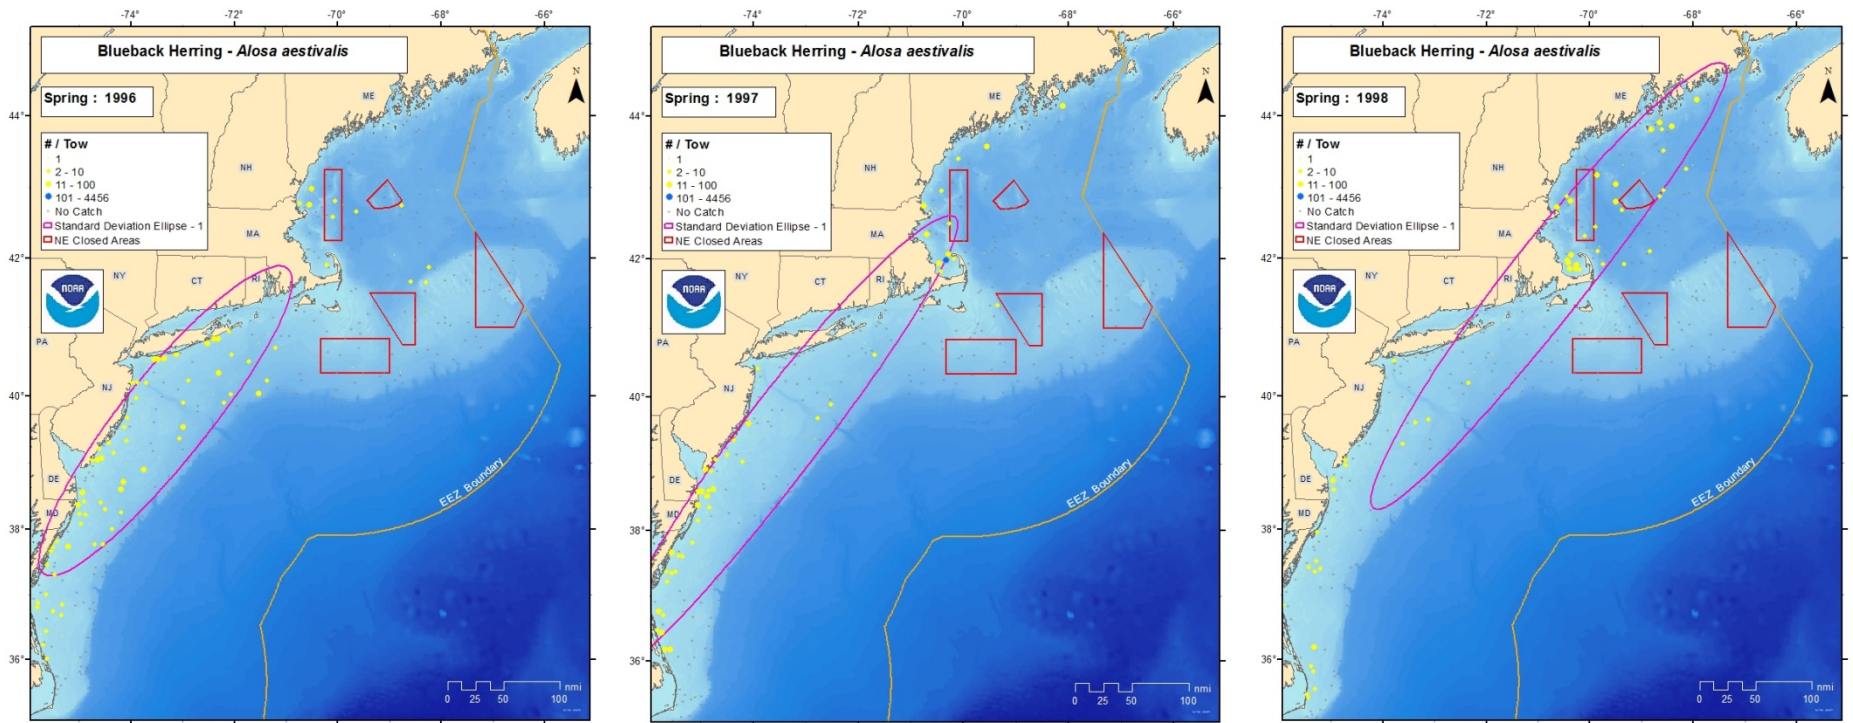 -74° -72° -70° -68° -66°
Blueback Herring - Alosa aestivalis
N
Spring : 1996
ME
44°
# / Tow
1
2 - 10
11 - 100
101 - 4456
No Catch
Standard Deviation Ellipse - 1
NE Closed Areas
NH
MA
42°
NY
CT
RI
NOAA
PA
NJ
40°
DE
EEZ Boundary
MD
38°
36°
0 25 50 100 nmi
-74° -72° -70° -68° -66°
Blueback Herring - Alosa aestivalis
N
Spring : 1997
ME
44°
# / Tow
1
2 - 10
11 - 100
101 - 4456
No Catch
Standard Deviation Ellipse - 1
NE Closed Areas
NH
MA
42°
NY
CT
RI
NOAA
PA
NJ
40°
DE
EEZ Boundary
MD
38°
36°
0 25 50 100 nmi
-74° -72° -70° -68° -66°
Blueback Herring - Alosa aestivalis
N
Spring : 1998
ME
44°
# / Tow
1
2 - 10
11 - 100
101 - 4456
No Catch
Standard Deviation Ellipse - 1
NE Closed Areas
NH
MA
42°
NY
CT
RI
NOAA
PA
NJ
40°
DE
EEZ Boundary
MD
38°
36°
0 25 50 100 nmi